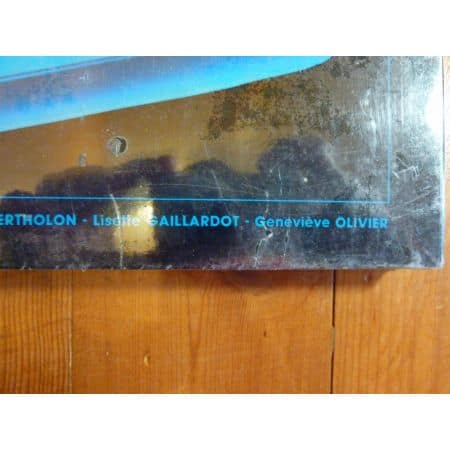 ERTHOLON - Lisette GAILLARDOT - Geneviève OLIVIER